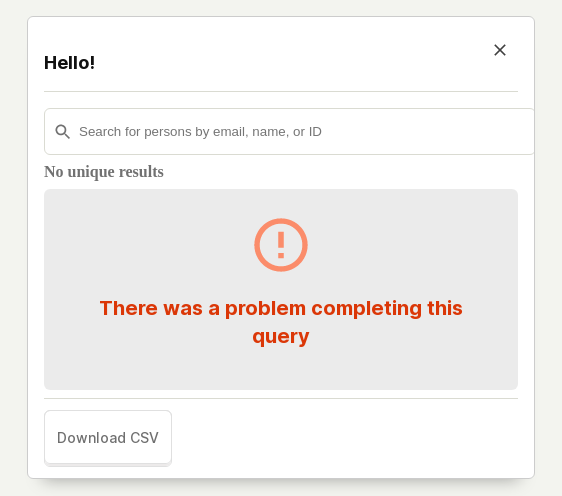 Hello!
Search for persons by email, name, or ID
No unique results
There was a problem completing this
query
Download CSV